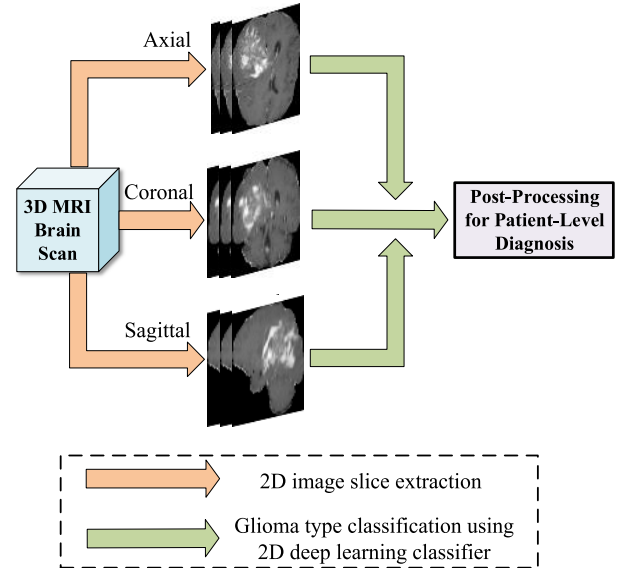 Axial
3D MRI
Brain
Scan
Coronal
Post-Processing
for Patient-Level
Diagnosis
Sagittal
2D image slice extraction
Glioma type classification using
2D deep learning classifier